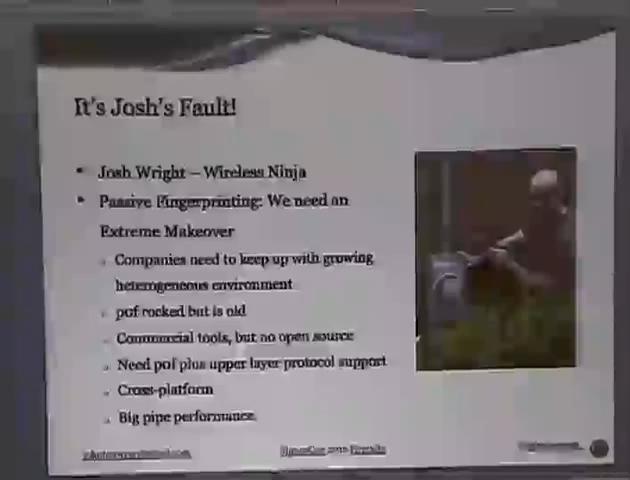 It's Josh's Fault!
• Josh Wright – Wireless Ninja
• Passive Fingerprinting: We need an
Extreme Makeover
Companies need to keep up with growing
heterogeneous environment
pof rocked but is old
Commercial tools, but no open source
Need pof plus upper layer protocol support
Cross-platform
Big pipe performance